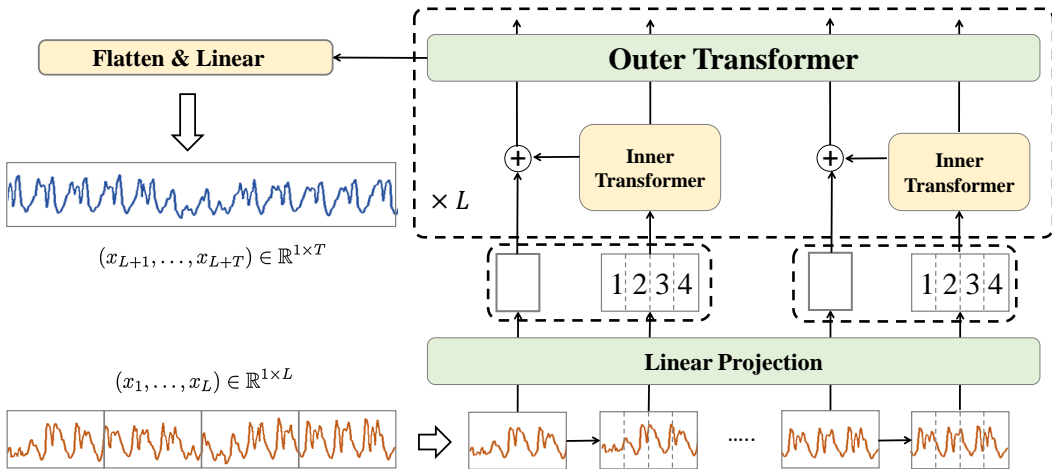 Flatten & Linear
Outer Transformer
+
Inner
Transformer
+
Inner
Transformer
× L
(x_{L+1}, . . . , x_{L+T}) ∈ ℝ^{1×T}
1 2 3 4
1 2 3 4
Linear Projection
(x_1, . . . , x_L) ∈ ℝ^{1×L}
.....